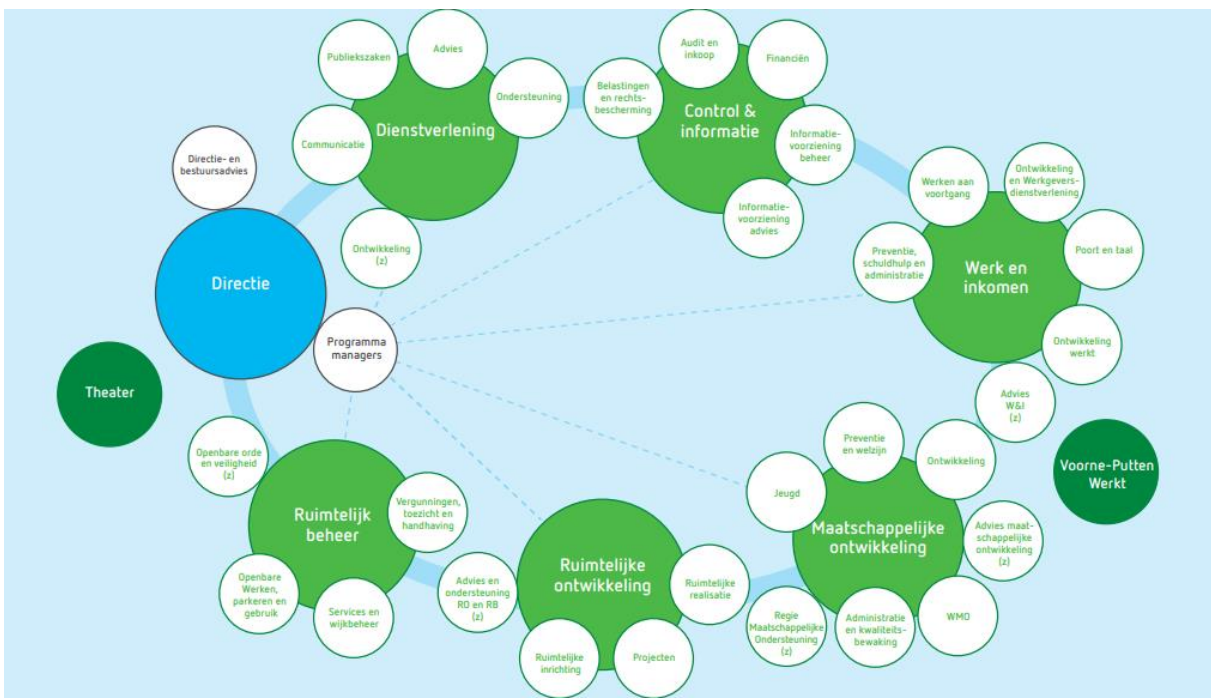 Publiekszaken
Advies
Ondersteuning
Dienstverlening
Communicatie
Ontwikkeling
(z)
Audit en
inkoop
Financiën
Belastingen
en rechts-
bescherming
Control &
informatie
Informatie-
voorziening
beheer
Informatie-
voorziening
advies
Directie- en
bestuursadvies
Directie
Programma
managers
Theater
Werken aan
voortgang
Ontwikkeling
en Werkgevers-
dienstverlening
Preventie,
schuldhulp en
administratie
Werk en
inkomen
Poort en taal
Ontwikkeling
werkt
Advies
W&I
(z)
Voorne-Putten
Werkt
Openbare orde
en veiligheid
(z)
Ruimtelijk
beheer
Vergunningen,
toezicht en
handhaving
Openbare
Werken,
parkeren en
gebruik
Services en
wijkbeheer
Advies en
ondersteuning
RO en RB
(z)
Ruimtelijke
ontwikkeling
Ruimtelijke
realisatie
Ruimtelijke
inrichting
Projecten
Preventie
en welzijn
Ontwikkeling
Jeugd
Maatschappelijke
ontwikkeling
Advies maat-
schappelijke
ontwikkeling
(z)
Regie
Maatschappelijke
Ondersteuning
(z)
Administratie
en kwaliteits-
bewaking
WMO